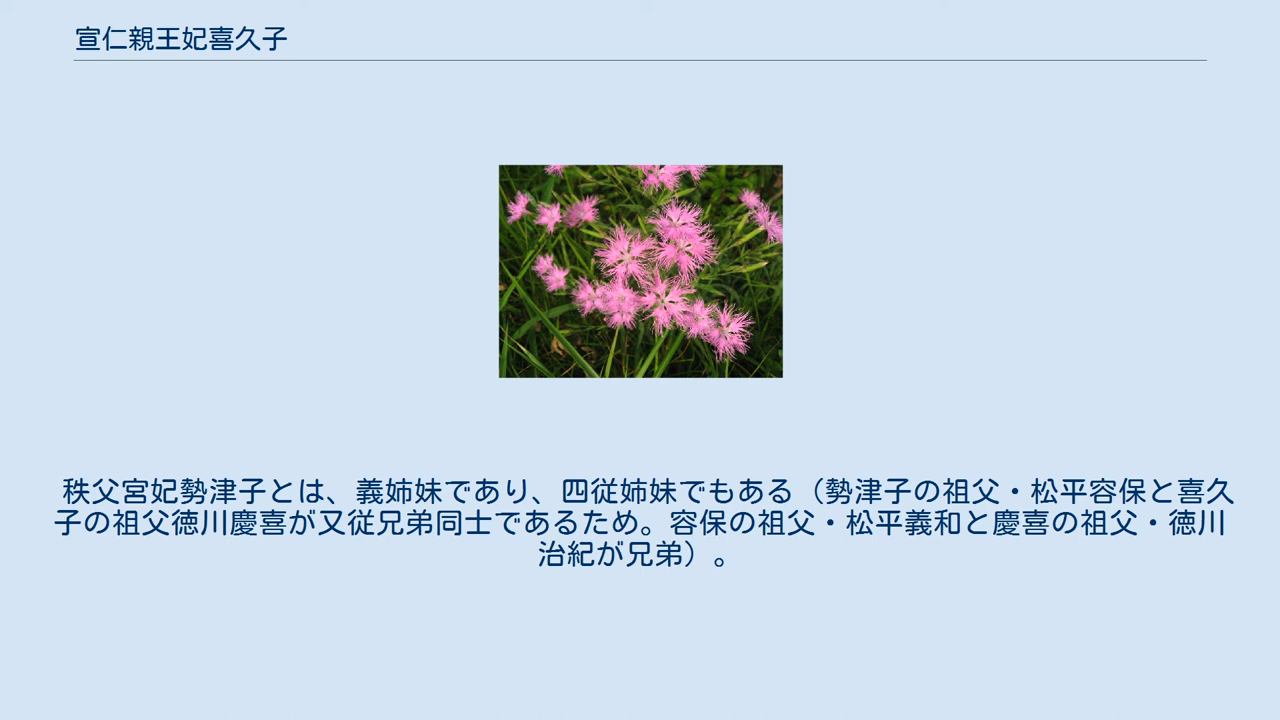 宣仁親王妃喜久子
秩父宮妃勢津子とは、義姉妹であり、四従姉妹でもある（勢津子の祖父・松平容保と喜久
子の祖父徳川慶喜が又従兄弟同士であるため。容保の祖父・松平義和と慶喜の祖父・徳川
治紀が兄弟）。